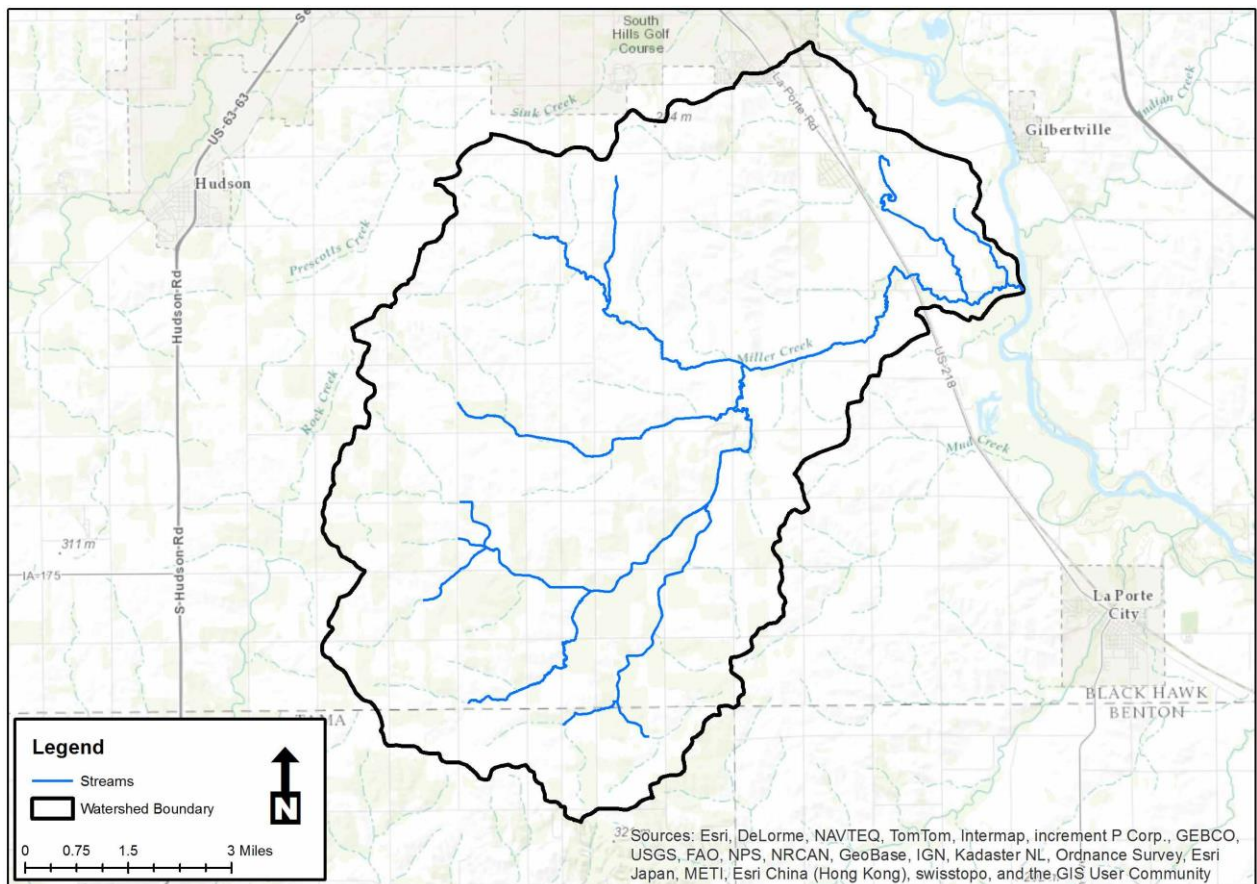 South
Hills Golf
Course
La Porte Rd
US-63-63
Sink Creek
Indian Creek
Gilbertville
Hudson
Prescotts Creek
Hudson-Rd
Miller Creek
US-218
Rock Creek
Mud Creek
311 m
IA-175
S-Hudson-Rd
La Porte
City
BLACK HAWK
BENTON
Legend
Streams
Watershed Boundary
N
0 0.75 1.5 3 Miles
Sources: Esri, DeLorme, NAVTEQ, TomTom, Intermap, increment P Corp., GEBCO,
USGS, FAO, NPS, NRCAN, GeoBase, IGN, Kadaster NL, Ordnance Survey, Esri
Japan, METI, Esri China (Hong Kong), swisstopo, and the GIS User Community